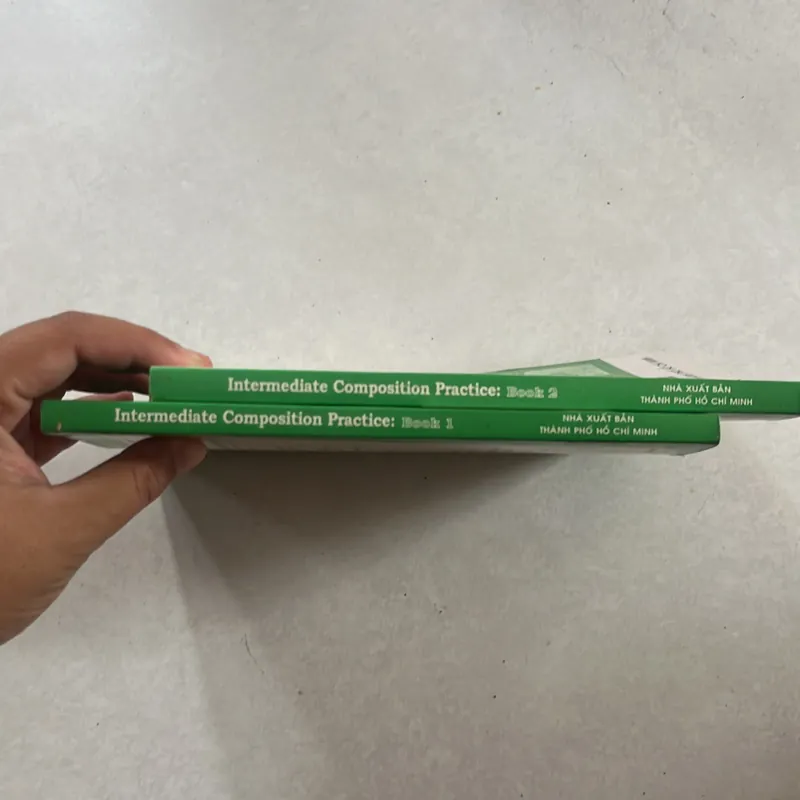 Intermediate Composition Practice: Book 2
NHÀ XUẤT BẢN
THÀNH PHỐ HỒ CHÍ MINH
Intermediate Composition Practice: Book 1
NHÀ XUẤT BẢN
THÀNH PHỐ HỒ CHÍ MINH